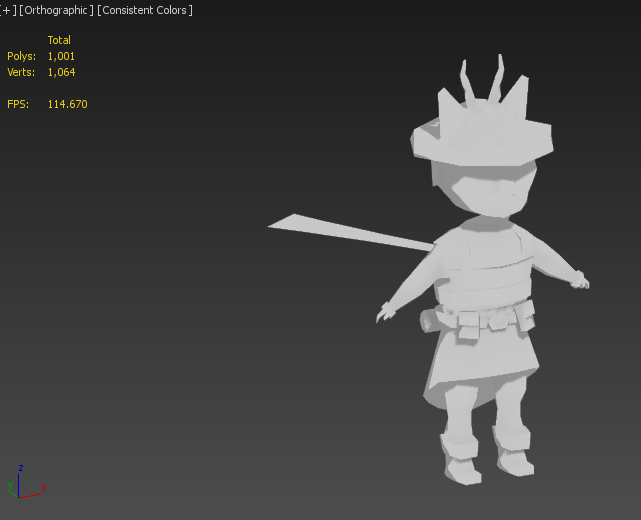 [+] [Orthographic] [Consistent Colors]
Total
Polys: 1,001
Verts: 1,064
FPS: 114.670
z
x